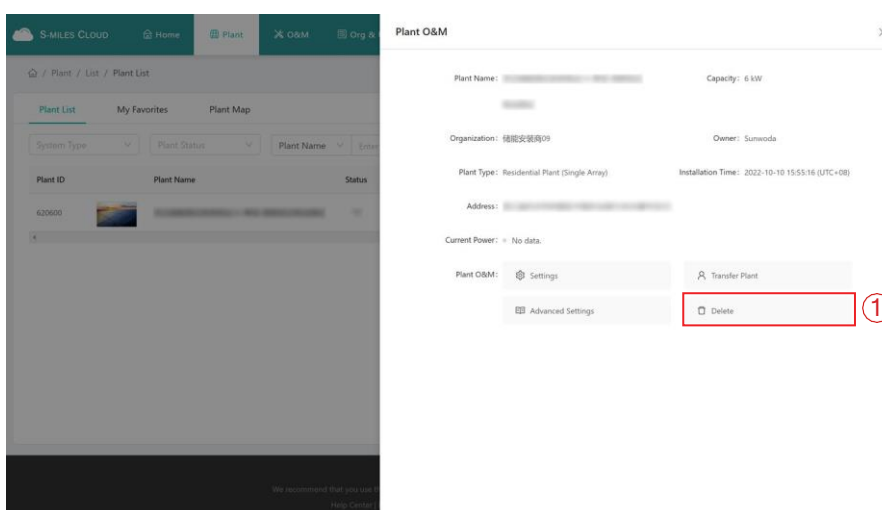 S-MILES CLOUD
Home
Plant
O&M
Org &
/ Plant / List / Plant List
Plant List
My Favorites
Plant Map
System Type
Plant Status
Plant Name
Enter
Plant ID
Plant Name
Status
620600
We recommend that you use th
Help Center |
Plant O&M
Plant Name:
Capacity: 6 kW
Organization: 储能安装商09
Owner: Sunwoda
Plant Type: Residential Plant (Single Array)
Installation Time: 2022-10-10 15:55:16 (UTC+08)
Address:
Current Power: No data.
Plant O&M:
Settings
Transfer Plant
Advanced Settings
Delete
1